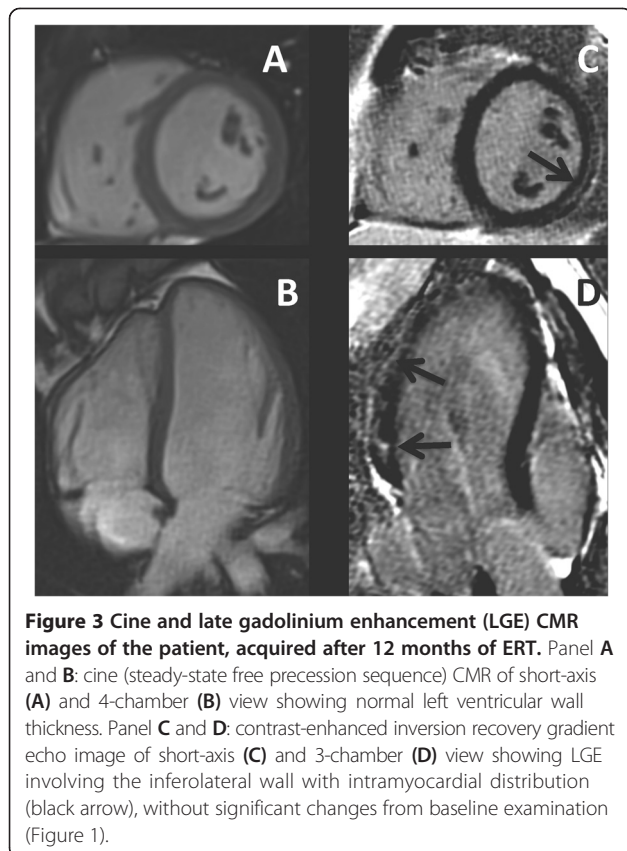 A
C
B
D
Figure 3 Cine and late gadolinium enhancement (LGE) CMR
images of the patient, acquired after 12 months of ERT. Panel A
and B: cine (steady-state free precession sequence) CMR of short-axis
(A) and 4-chamber (B) view showing normal left ventricular wall
thickness. Panel C and D: contrast-enhanced inversion recovery gradient
echo image of short-axis (C) and 3-chamber (D) view showing LGE
involving the inferolateral wall with intramyocardial distribution
(black arrow), without significant changes from baseline examination
(Figure 1).